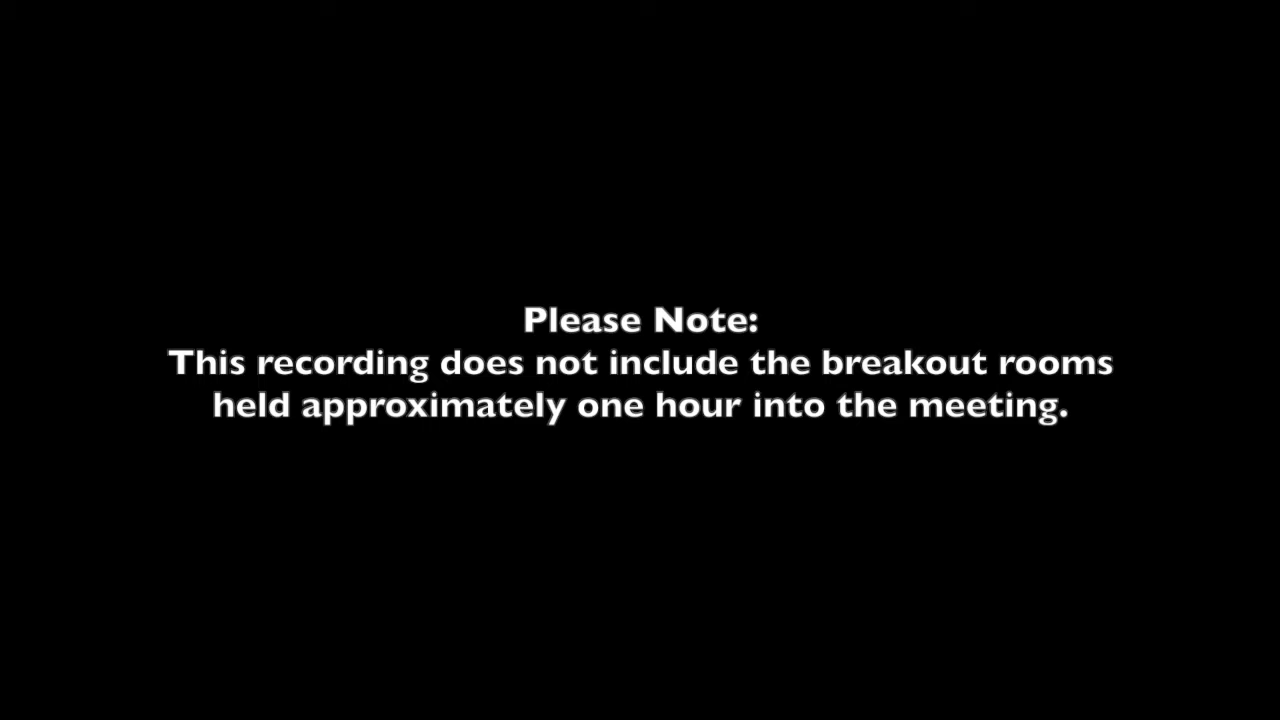 Please Note:
This recording does not include the breakout rooms
held approximately one hour into the meeting.